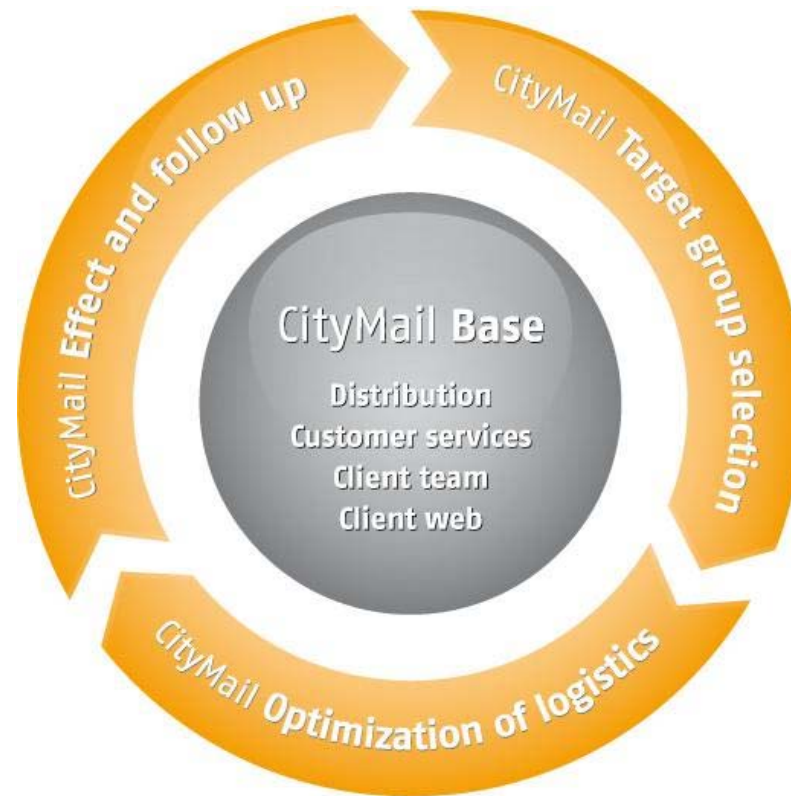 CityMail Effect and follow up
CityMail Target group selection
CityMail Base
Distribution
Customer services
Client team
Client web
CityMail Optimization of logistics